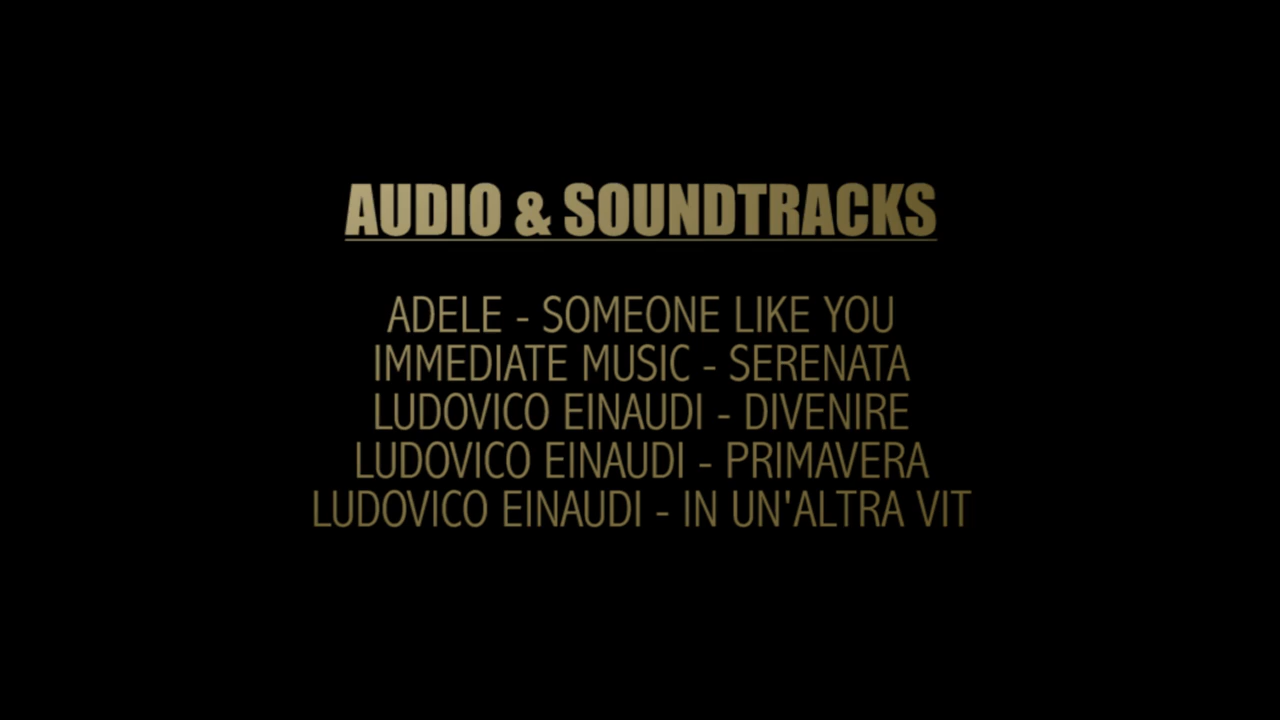 AUDIO & SOUNDTRACKS
ADELE - SOMEONE LIKE YOU
IMMEDIATE MUSIC - SERENATA
LUDOVICO EINAUDI - DIVENIRE
LUDOVICO EINAUDI - PRIMAVERA
LUDOVICO EINAUDI - IN UN'ALTRA VIT